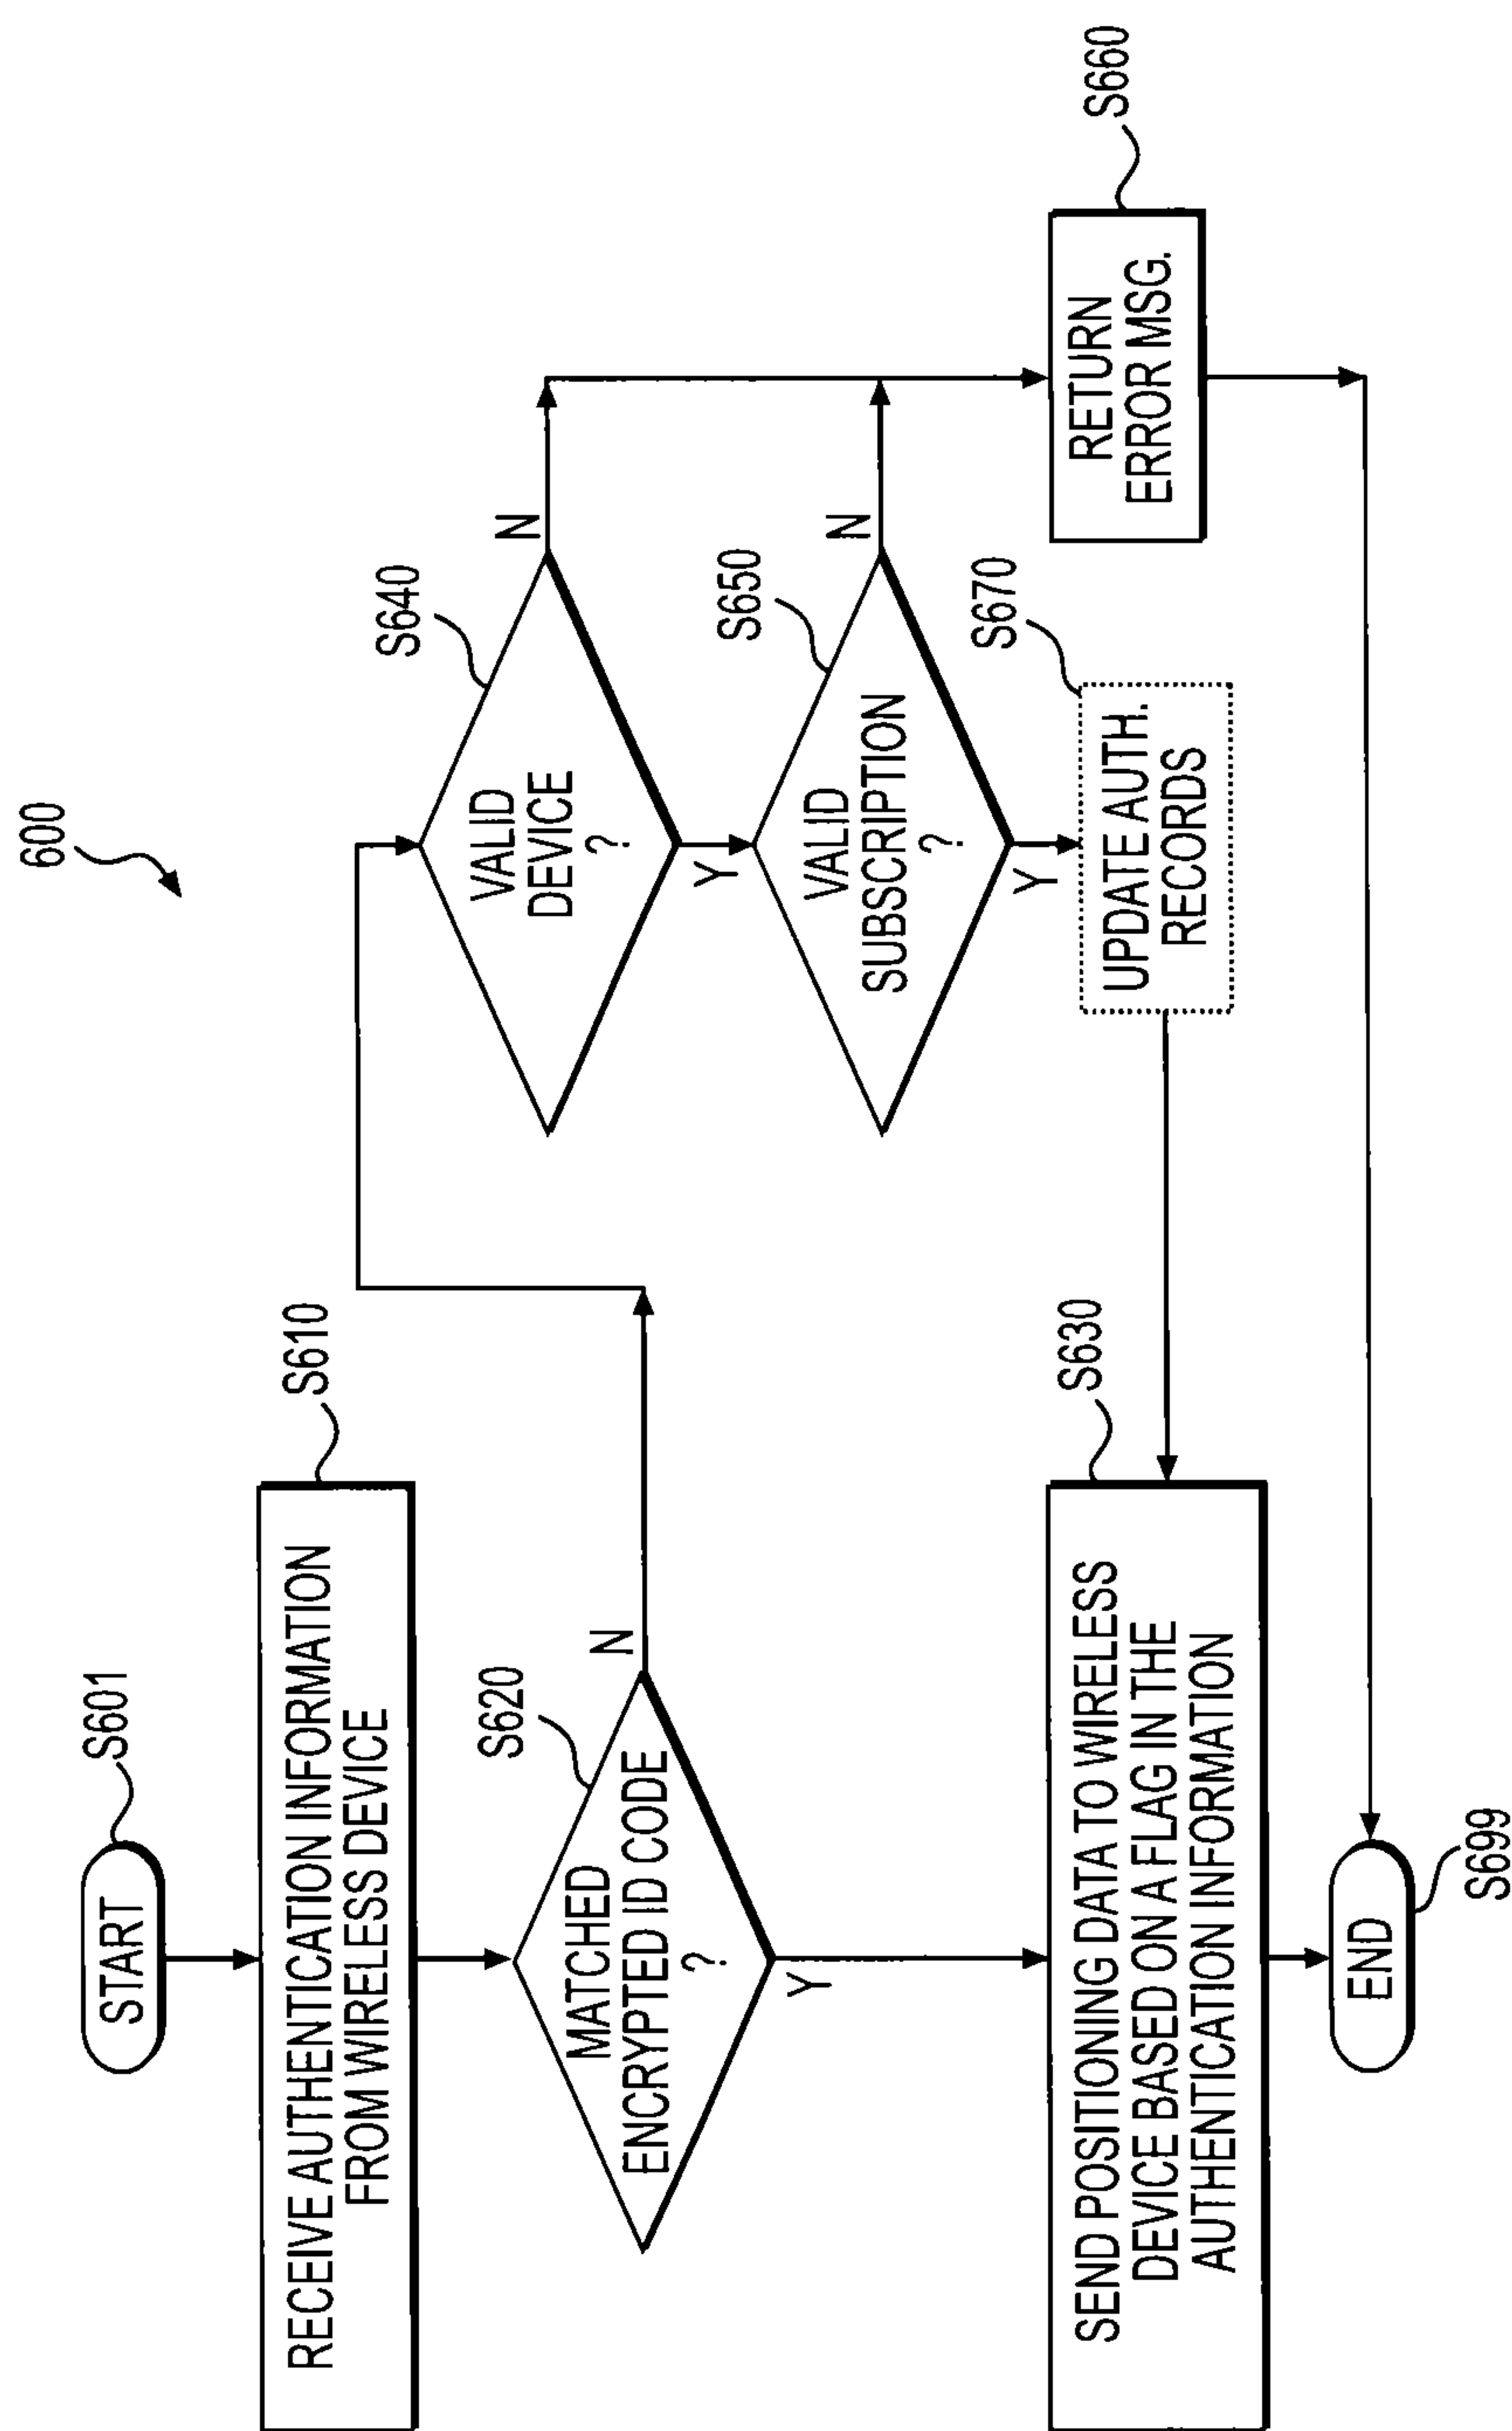 600
START
S601
RECEIVE AUTHENTICATION INFORMATION
FROM WIRELESS DEVICE
S610
MATCHED
ENCRYPTED ID CODE
?
S620
N
Y
SEND POSITIONING DATA TO WIRELESS
DEVICE BASED ON A FLAG IN THE
AUTHENTICATION INFORMATION
S630
END
S699
VALID
DEVICE
?
S640
N
Y
VALID
SUBSCRIPTION
?
S650
N
Y
UPDATE AUTH.
RECORDS
S670
RETURN
ERROR MSG.
S660